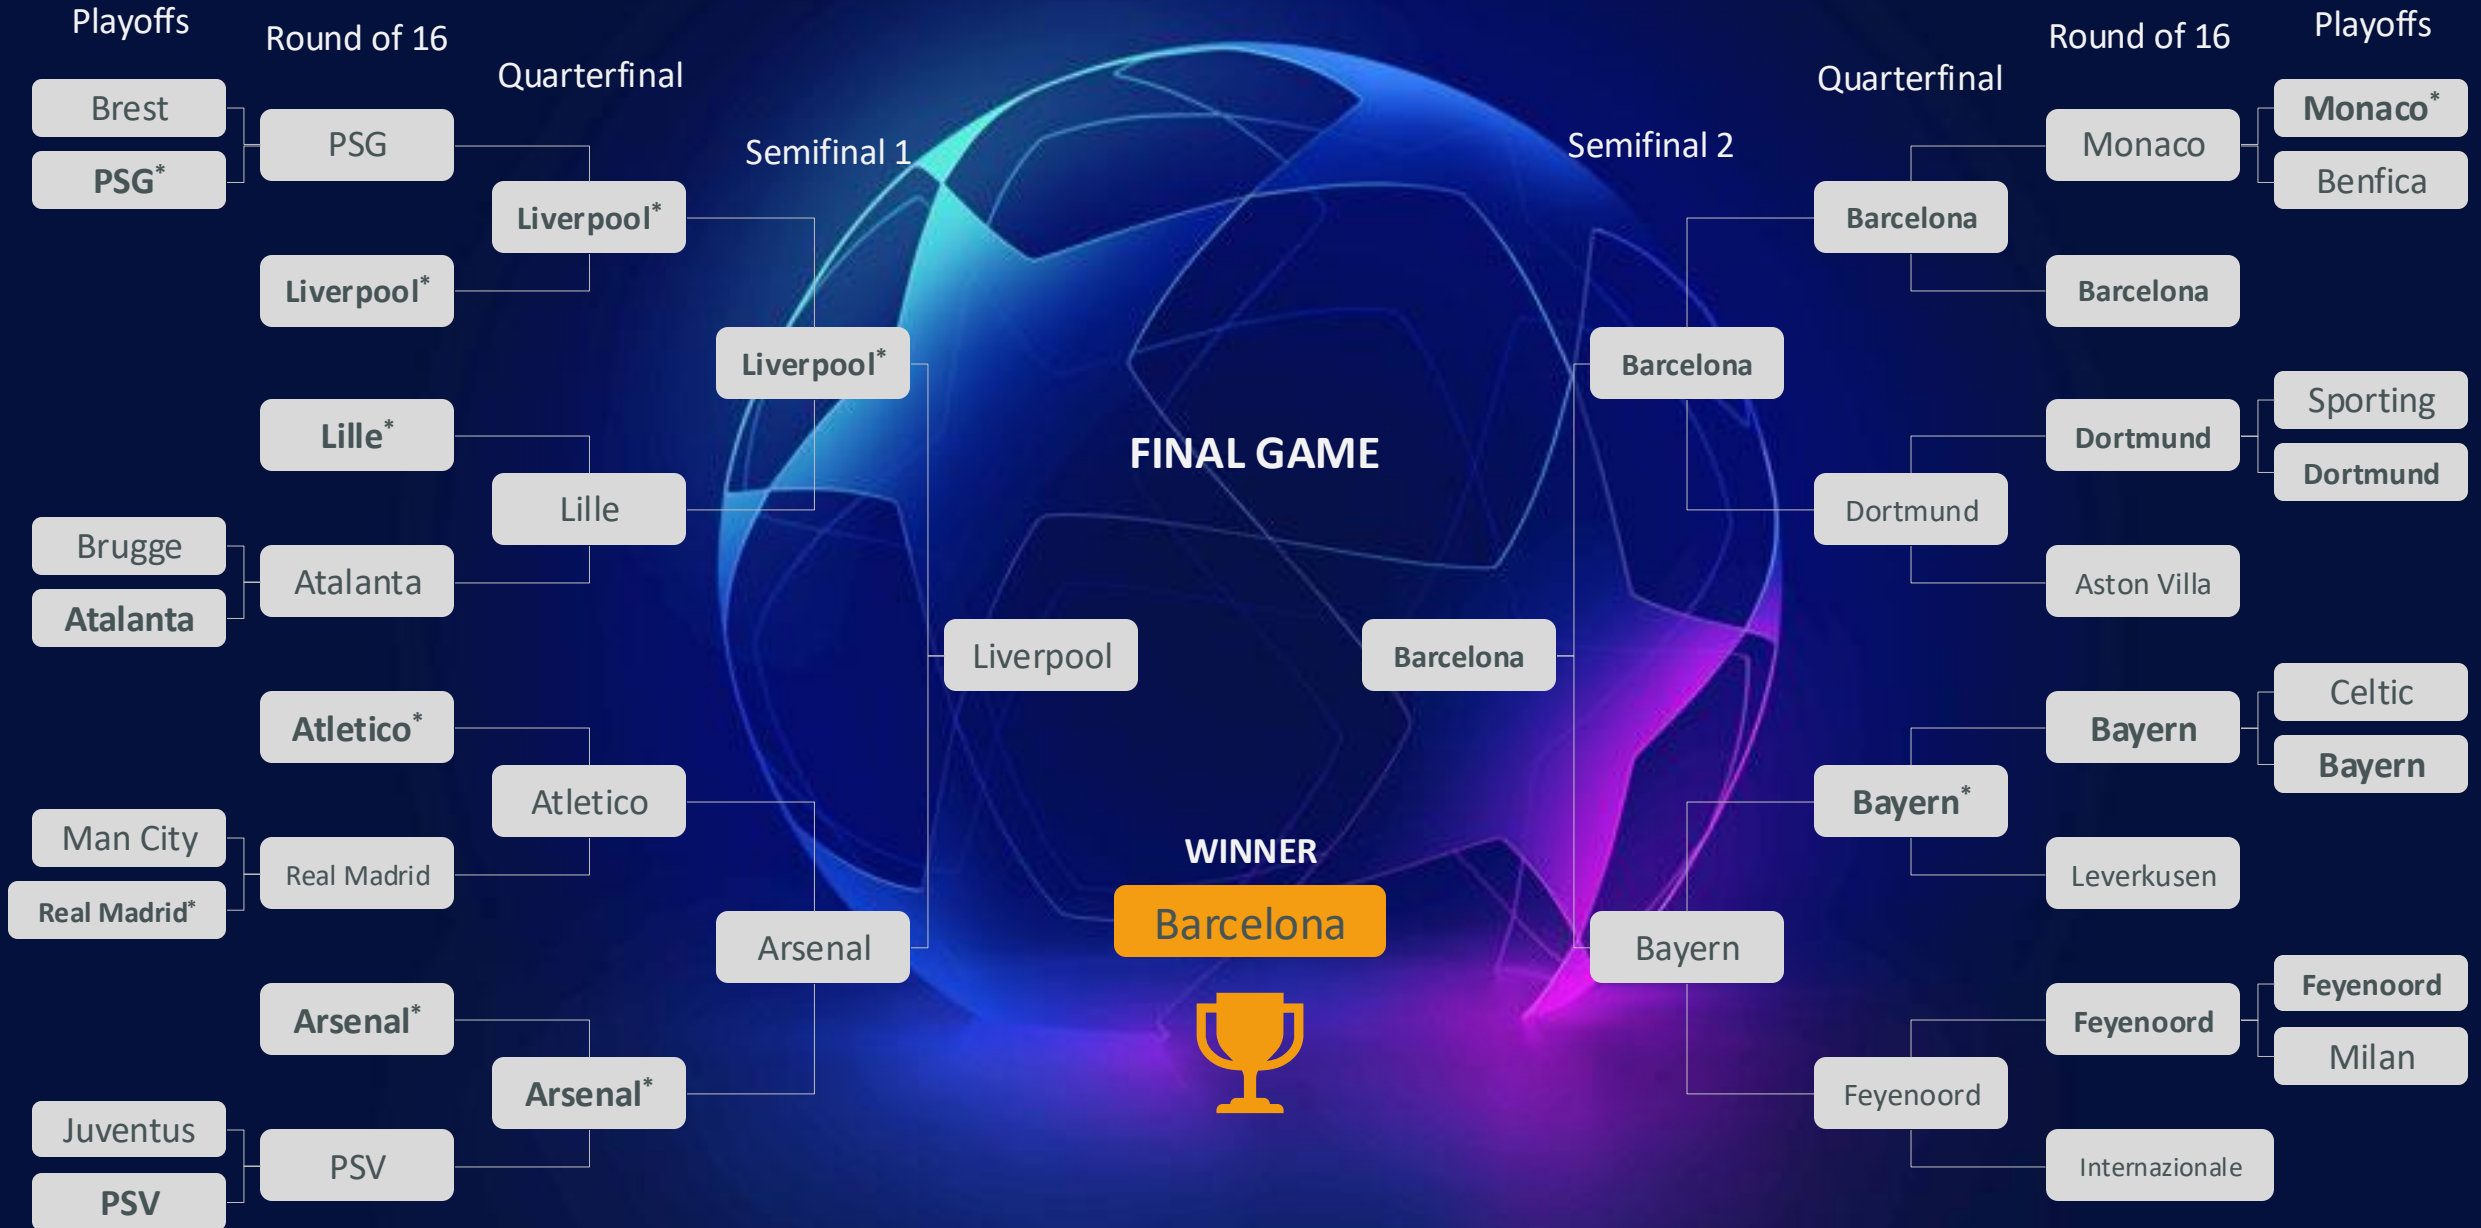 Playoffs
Round of 16
Quarterfinal
Semifinal 1
Brest
PSG*
PSG
Liverpool*
Liverpool*
Lille*
Brugge
Atalanta
Atalanta
Lille
Liverpool*
Atletico*
Man City
Real Madrid*
Real Madrid
Atletico
Arsenal*
Juventus
PSV
PSV
Arsenal*
Arsenal
Liverpool
FINAL GAME
WINNER
Barcelona
Semifinal 2
Quarterfinal
Round of 16
Playoffs
Barcelona
Barcelona
Bayern
Barcelona
Dortmund
Bayern*
Feyenoord
Monaco
Barcelona
Dortmund
Aston Villa
Bayern
Leverkusen
Feyenoord
Internazionale
Monaco*
Benfica
Sporting
Dortmund
Celtic
Bayern
Feyenoord
Milan